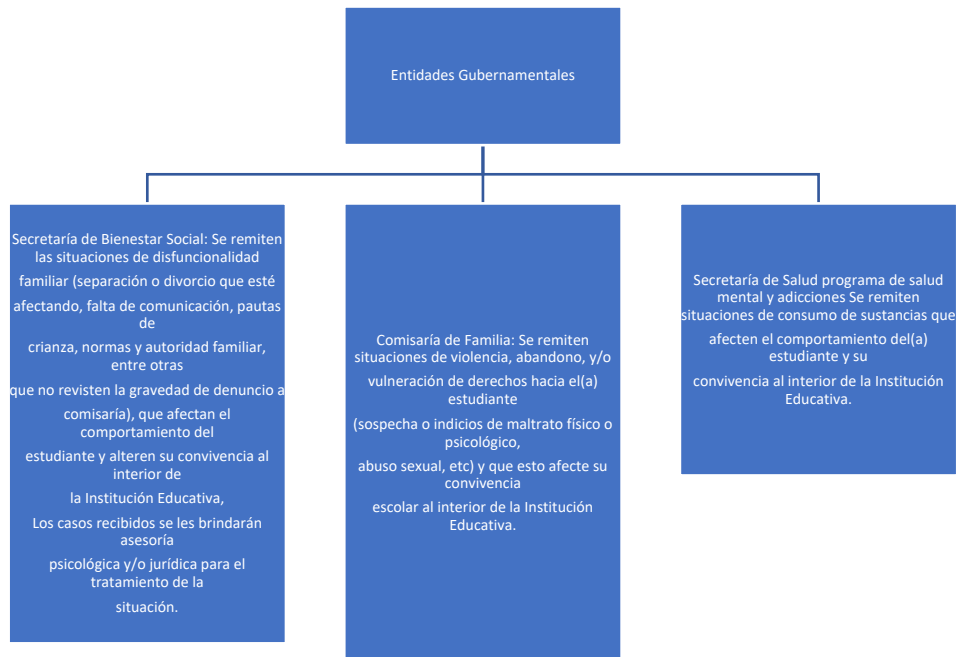 Entidades Gubernamentales
Secretaría de Bienestar Social: Se remiten
las situaciones de disfuncionalidad
familiar (separación o divorcio que esté
afectando, falta de comunicación, pautas
de
crianza, normas y autoridad familiar,
entre otras
que no revisten la gravedad de denuncio a
comisaría), que afectan el
comportamiento del
estudiante y alteren su convivencia al
interior de
la Institución Educativa,
Los casos recibidos se les brindarán
asesoría
psicológica y/o jurídica para el
tratamiento de la
situación.
Comisaría de Familia: Se remiten
situaciones de violencia, abandono, y/o
vulneración de derechos hacia el(a)
estudiante
(sospecha o indicios de maltrato físico o
psicológico,
abuso sexual, etc) y que esto afecte su
convivencia
escolar al interior de la Institución
Educativa.
Secretaría de Salud programa de salud
mental y adicciones Se remiten
situaciones de consumo de sustancias que
afecten el comportamiento del(a)
estudiante y su
convivencia al interior de la Institución
Educativa.